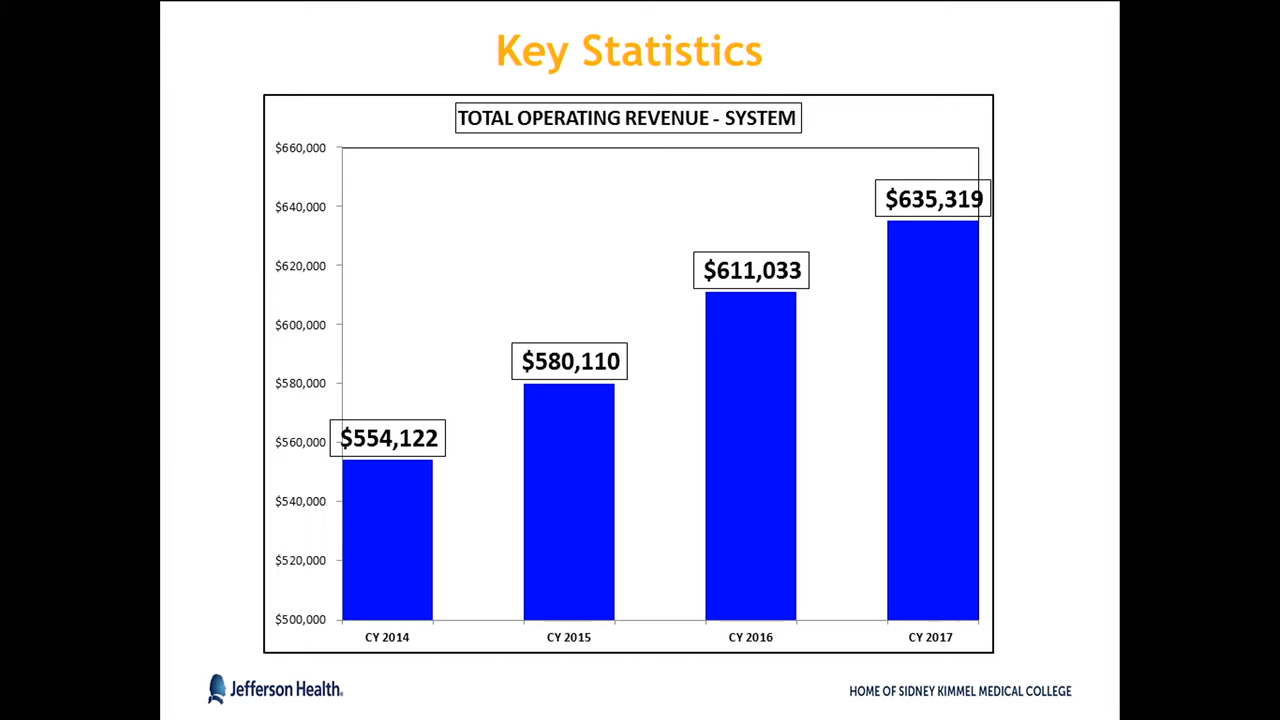 Key Statistics
TOTAL OPERATING REVENUE - SYSTEM
$660,000
$640,000
$620,000
$600,000
$580,000
$560,000
$540,000
$520,000
$500,000
$554,122
$580,110
$611,033
$635,319
CY 2014
CY 2015
CY 2016
CY 2017
Jefferson Health.
HOME OF SIDNEY KIMMEL MEDICAL COLLEGE